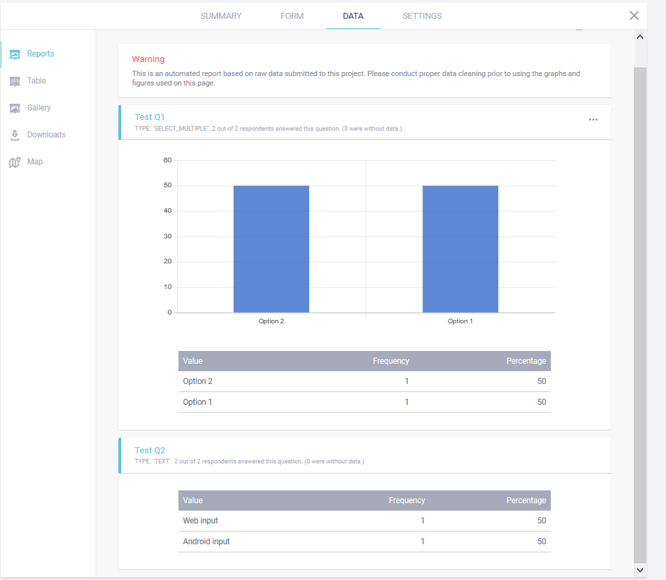 SUMMARY FORM DATA SETTINGS
Reports
Table
Gallery
Downloads
Map
Warning
This is an automated report based on raw data submitted to this project. Please conduct proper data cleaning prior to using the graphs and
figures used on this page.
Test Q1
TYPE: "SELECT_MULTIPLE". 2 out of 2 respondents answered this question. (0 were without data.)
60
50
40
30
20
10
0
Option 2 Option 1
Value Frequency Percentage
Option 2 1 50
Option 1 1 50
Test Q2
TYPE: "TEXT". 2 out of 2 respondents answered this question. (0 were without data.)
Value Frequency Percentage
Web input 1 50
Android input 1 50